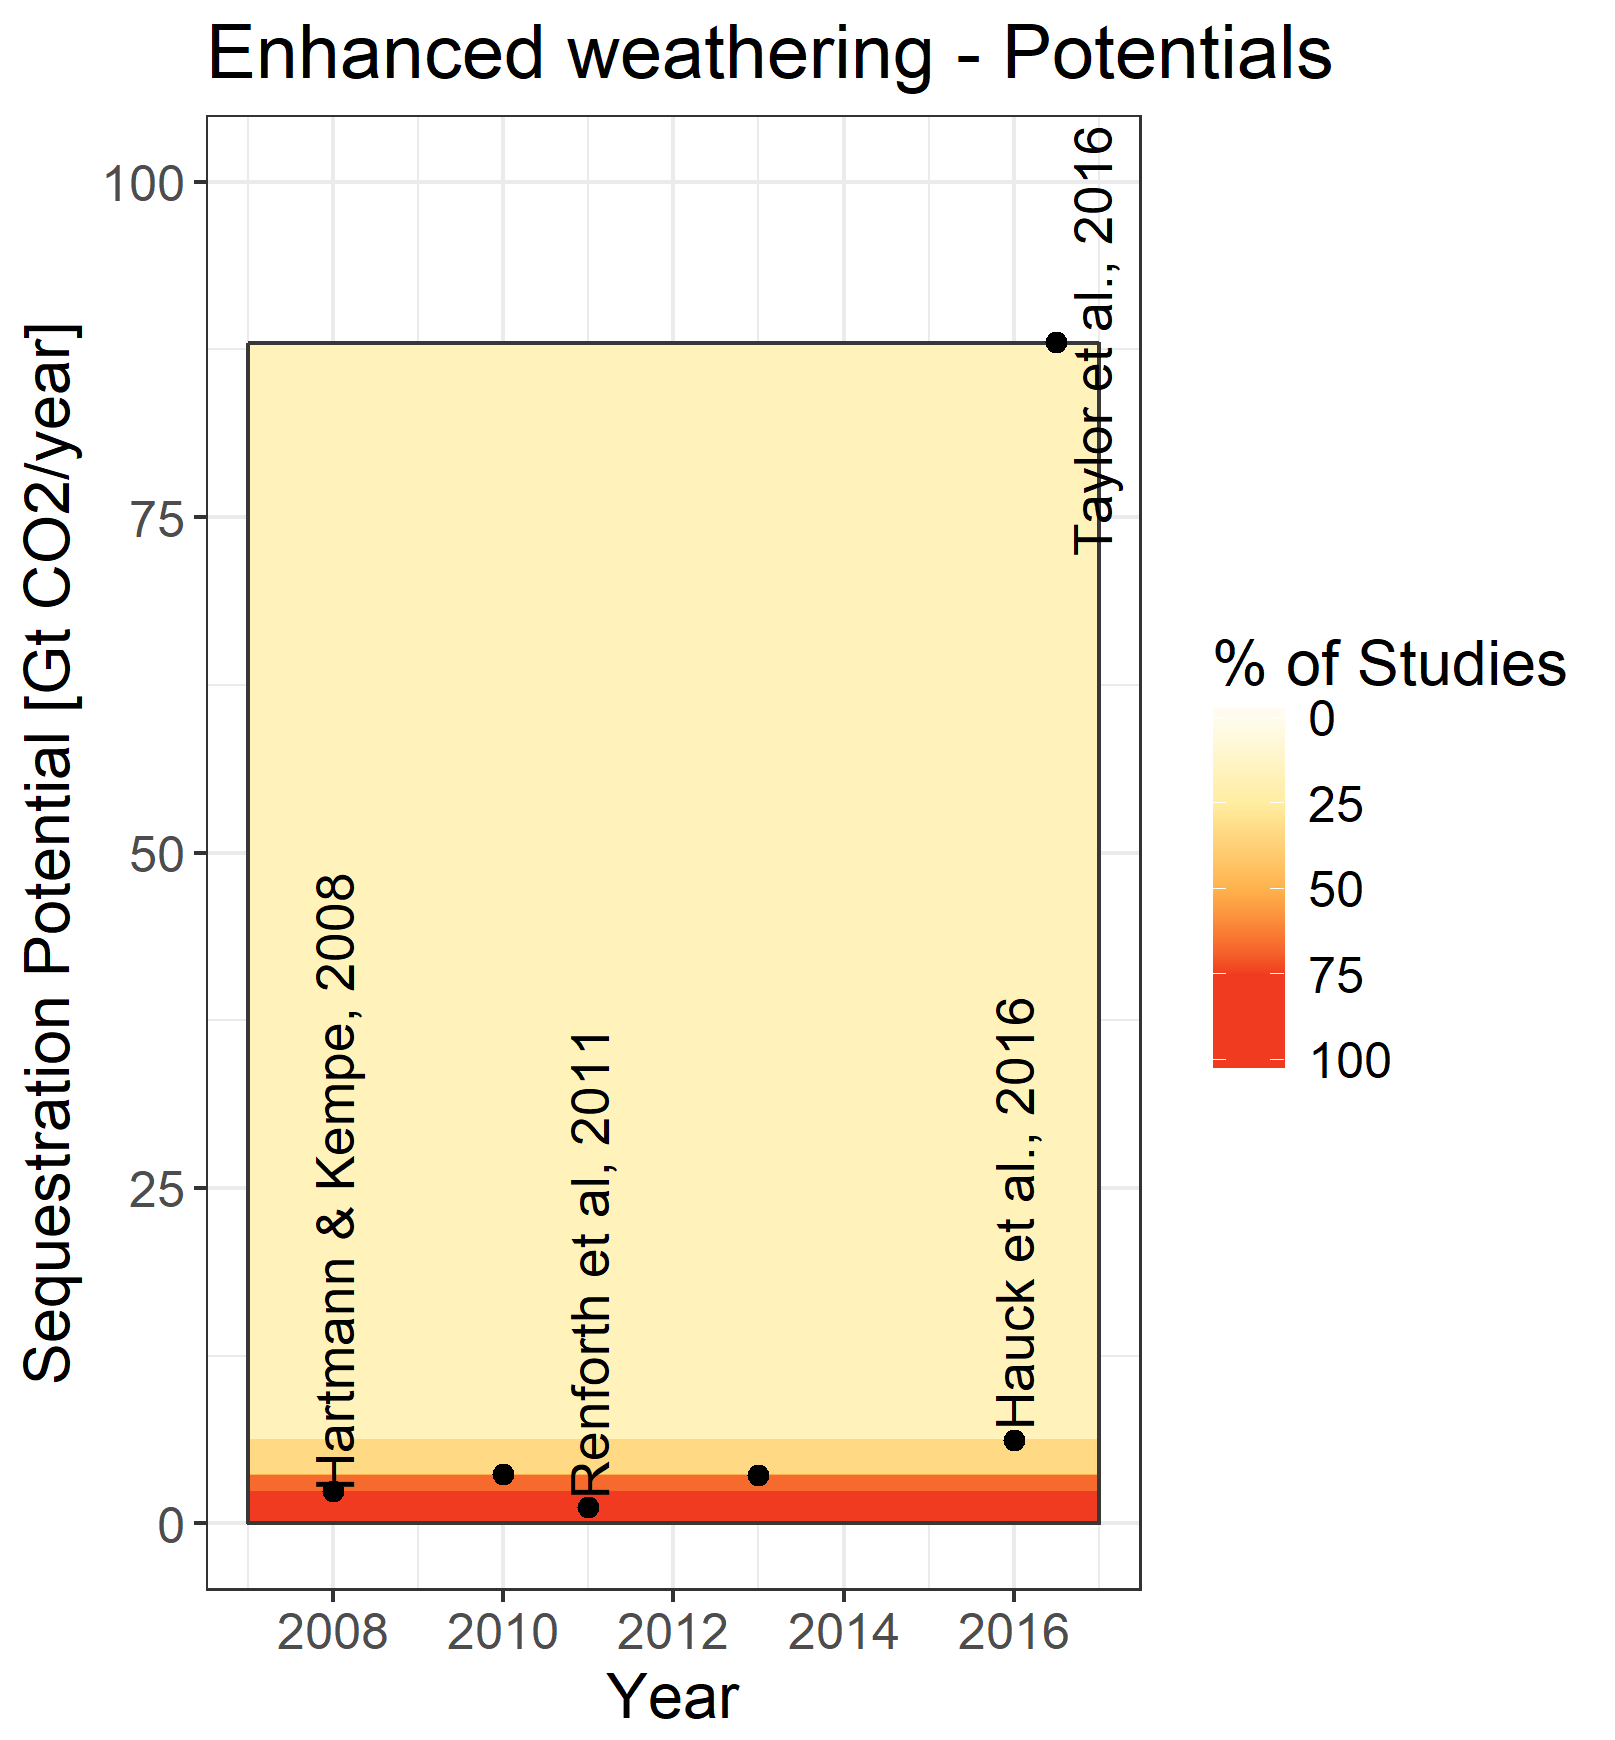 Enhanced weathering - Potentials
Sequestration Potential [Gt CO2/year]
100
75
50
25
0
Hartmann & Kempe, 2008
Renforth et al, 2011
Hauck et al., 2016
Taylor et al., 2016
2008
2010
2012
2014
2016
Year
% of Studies
0
25
50
75
100